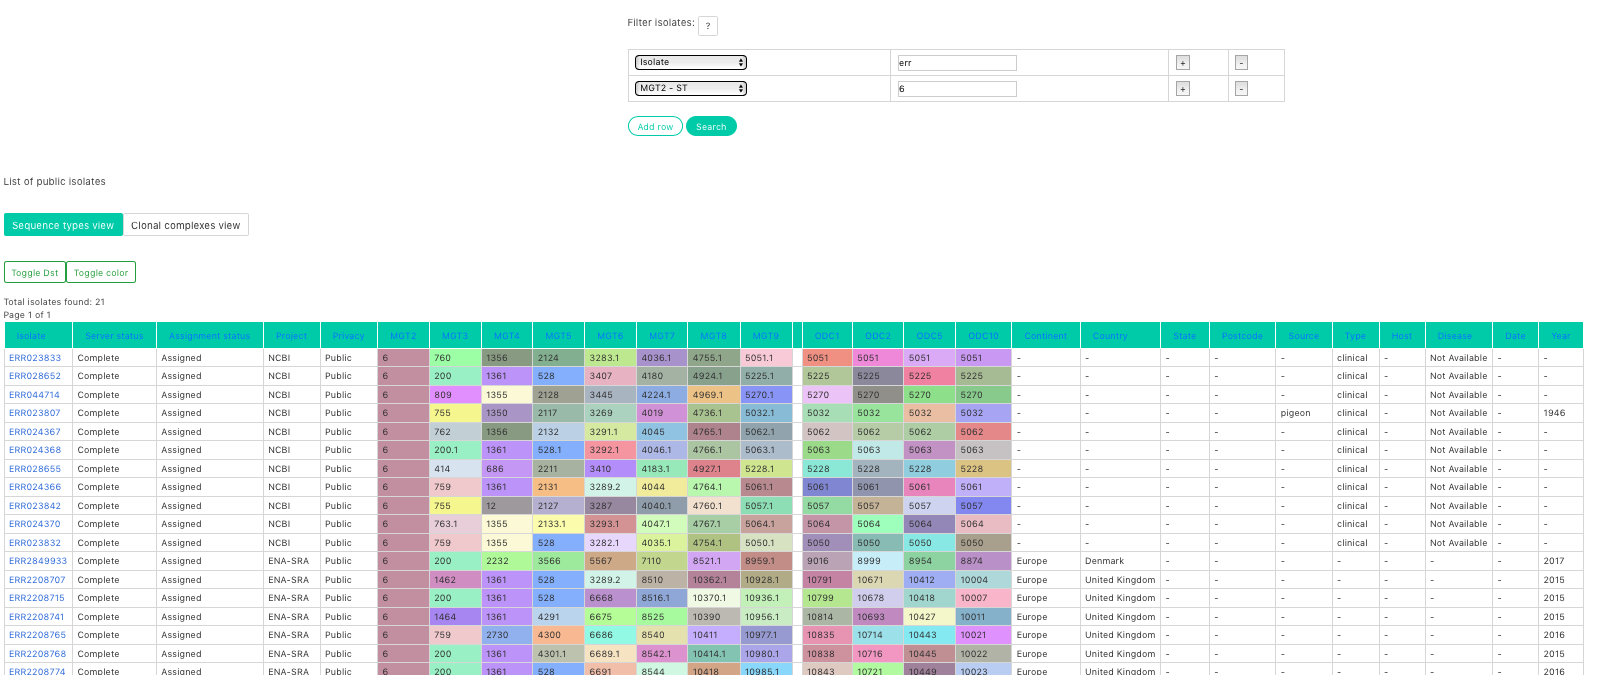 Filter isolates: ?
Isolate err + -
MGT2 - ST 6 + -
Add row Search
List of public isolates
Sequence types view Clonal complexes view
Toggle Dst Toggle color
Total isolates found: 21
Page 1 of 1
Isolate Server status Assignment status Project Privacy MGT2 MGT3 MGT4 MGT5 MGT6 MGT7 MGT8 MGT9 ODC1 ODC2 ODC5 ODC10 Continent Country State Postcode Source Type Host Disease Date Year
ERR023833 Complete Assigned NCBI Public 6 760 1356 2124 3283.1 4036.1 4755.1 5051.1 5051 5051 5051 5051 - - - - - clinical - Not Available - -
ERR028652 Complete Assigned NCBI Public 6 200 1361 528 3407 4180 4924.1 5225.1 5225 5225 5225 5225 - - - - - clinical - Not Available - -
ERR044714 Complete Assigned NCBI Public 6 809 1355 2128 3445 4224.1 4969.1 5270.1 5270 5270 5270 5270 - - - - - clinical - Not Available - -
ERR023807 Complete Assigned NCBI Public 6 755 1350 2117 3269 4019 4736.1 5032.1 5032 5032 5032 5032 - - - - pigeon clinical - Not Available - 1946
ERR024367 Complete Assigned NCBI Public 6 762 1356 2132 3291.1 4045 4765.1 5062.1 5062 5062 5062 5062 - - - - - clinical - Not Available - -
ERR024368 Complete Assigned NCBI Public 6 200.1 1361 528.1 3292.1 4046.1 4766.1 5063.1 5063 5063 5063 5063 - - - - - clinical - Not Available - -
ERR028655 Complete Assigned NCBI Public 6 414 686 2211 3410 4183.1 4927.1 5228.1 5228 5228 5228 5228 - - - - - clinical - Not Available - -
ERR024366 Complete Assigned NCBI Public 6 759 1361 2131 3289.2 4044 4764.1 5061.1 5061 5061 5061 5061 - - - - - clinical - Not Available - -
ERR023842 Complete Assigned NCBI Public 6 755 12 2127 3287 4040.1 4760.1 5057.1 5057 5057 5057 5057 - - - - - clinical - Not Available - -
ERR024370 Complete Assigned NCBI Public 6 763.1 1355 2133.1 3293.1 4047.1 4767.1 5064.1 5064 5064 5064 5064 - - - - - clinical - Not Available - -
ERR023832 Complete Assigned NCBI Public 6 759 1355 528 3282.1 4035.1 4754.1 5050.1 5050 5050 5050 5050 - - - - - clinical - Not Available - -
ERR2849933 Complete Assigned ENA-SRA Public 6 200 2232 3566 5567 7110 8521.1 8959.1 9016 8999 8954 8874 Europe Denmark - - - - - - - 2017
ERR2208707 Complete Assigned ENA-SRA Public 6 1462 1361 528 3289.2 8510 10362.1 10928.1 10791 10671 10412 10004 Europe United Kingdom - - - - - - - 2015
ERR2208715 Complete Assigned ENA-SRA Public 6 200 1361 528 6668 8516.1 10370.1 10936.1 10799 10678 10418 10007 Europe United Kingdom - - - - - - - 2015
ERR2208741 Complete Assigned ENA-SRA Public 6 1464 1361 4291 6675 8525 10390 10956.1 10814 10693 10427 10011 Europe United Kingdom - - - - - - - 2015
ERR2208765 Complete Assigned ENA-SRA Public 6 759 2730 4300 6686 8540 10411 10977.1 10835 10714 10443 10021 Europe United Kingdom - - - - - - - 2016
ERR2208768 Complete Assigned ENA-SRA Public 6 200 1361 4301.1 6689.1 8542.1 10414.1 10980.1 10838 10716 10445 10022 Europe United Kingdom - - - - - - - 2015
ERR2208774 Complete Assigned ENA-SRA Public 6 200 1361 528 6691 8544 10418 10985.1 10843 10721 10449 10023 Europe United Kingdom - - - - - - - 2016